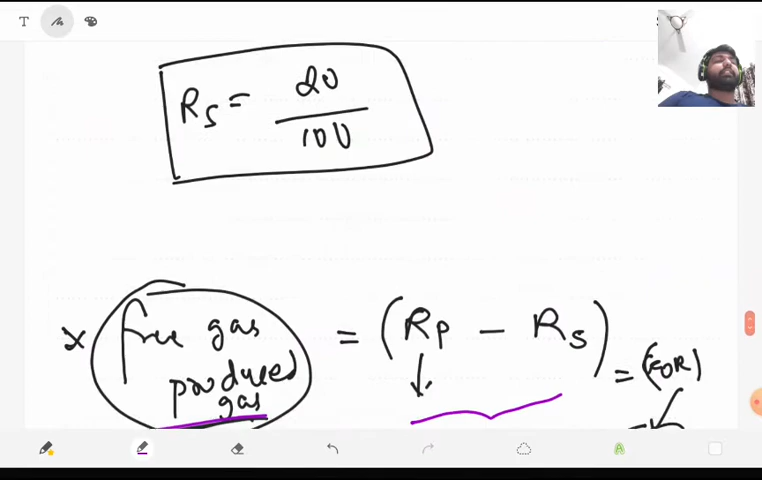 Rs = 20
100
x free gas = (Rp - Rs)
produced = (GOR)
gas